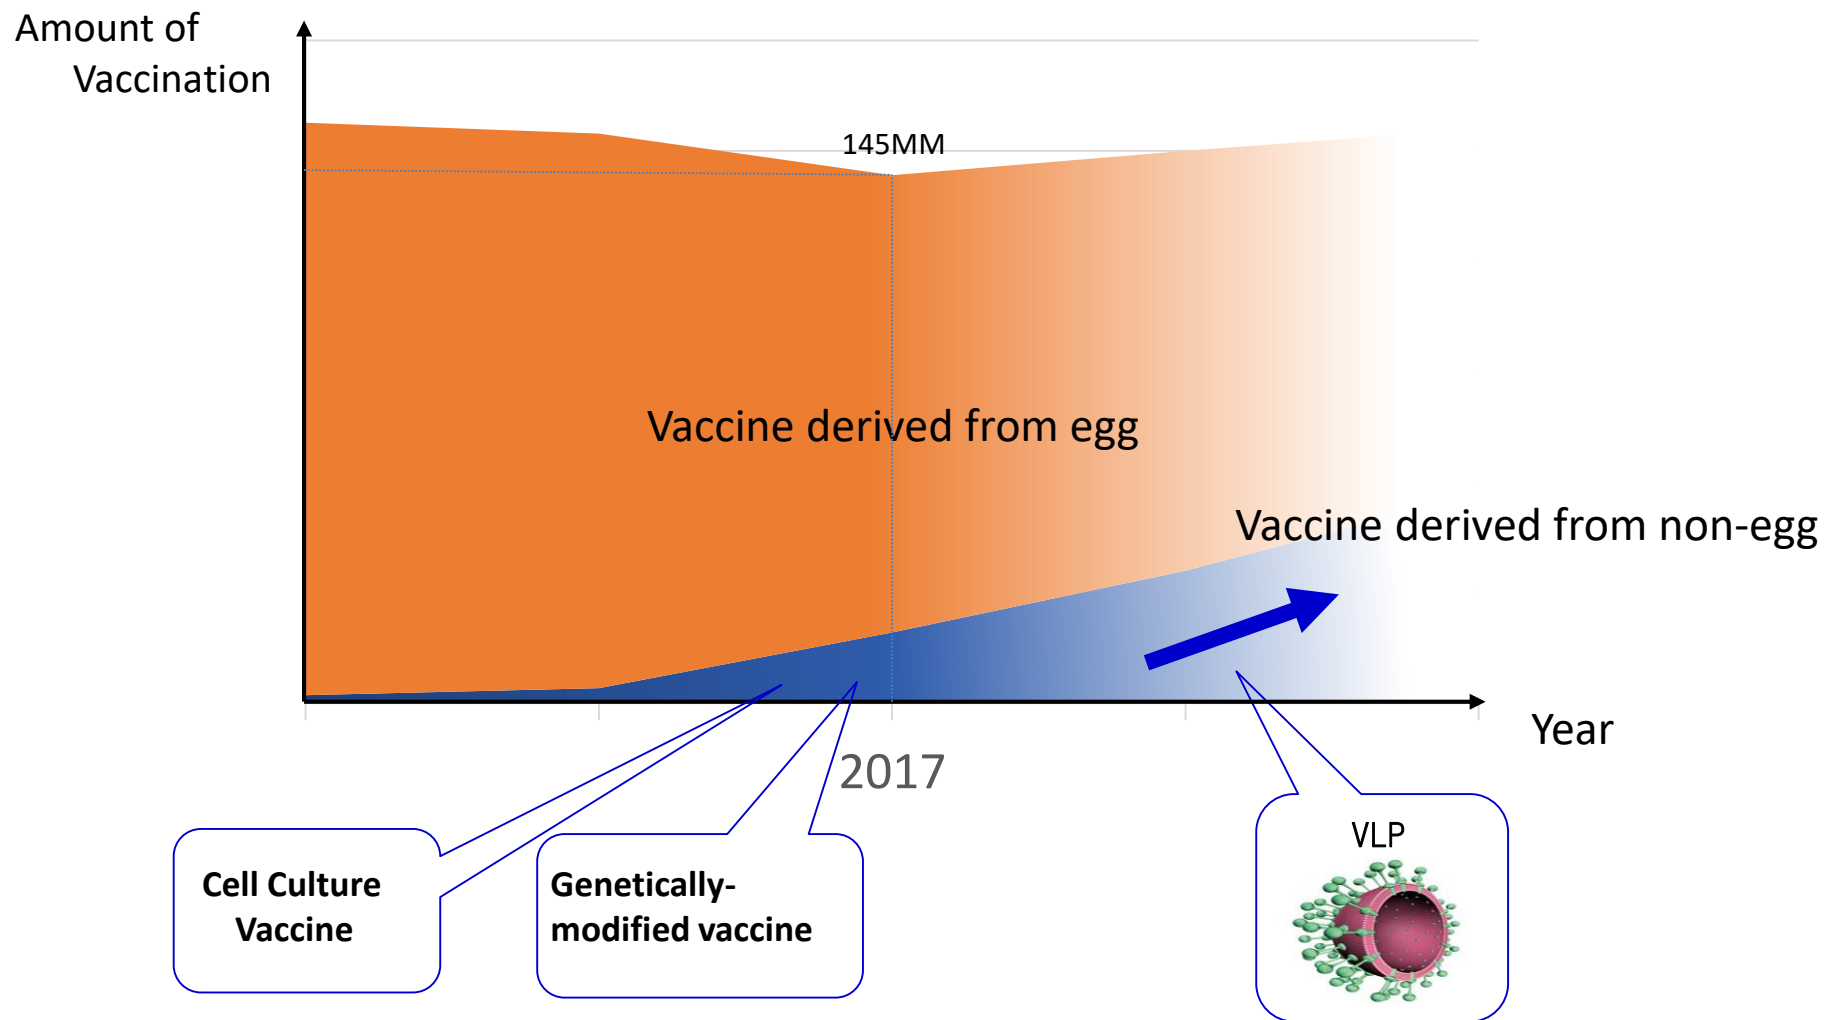 Amount of
Vaccination
145MM
Vaccine derived from egg
Vaccine derived from non-egg
Year
2017
VLP
Cell Culture
Vaccine
Genetically-
modified vaccine